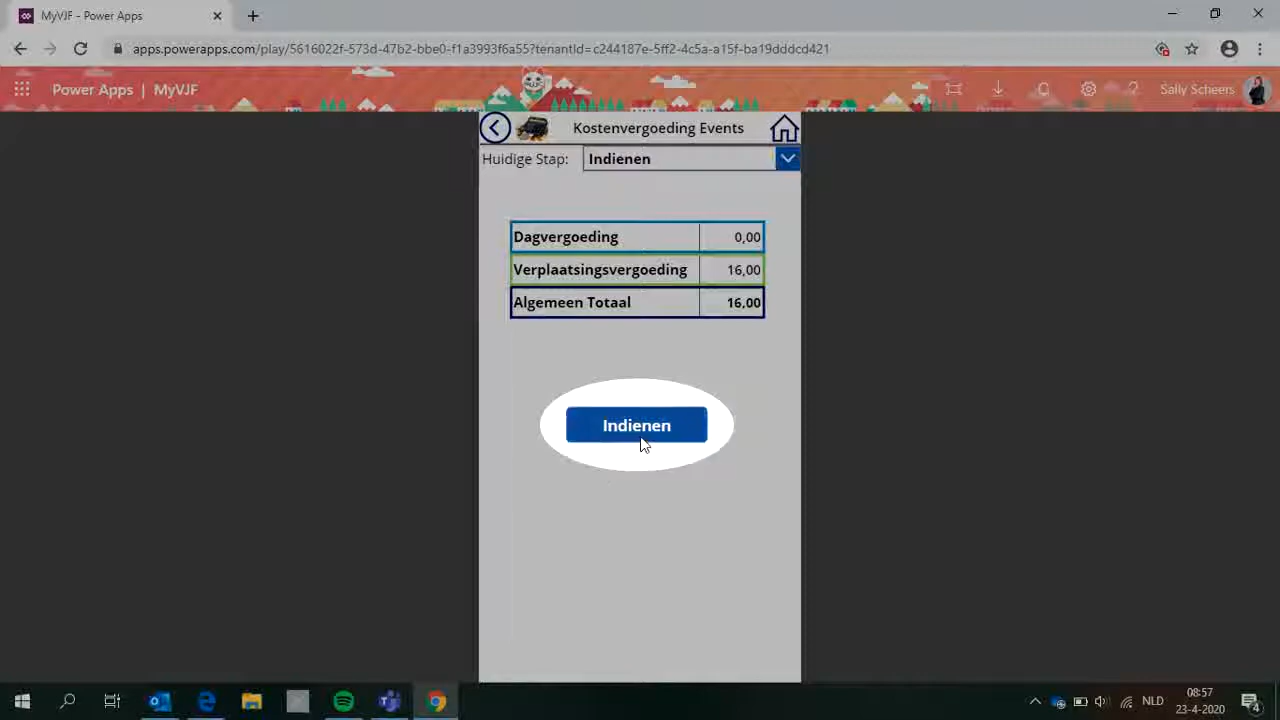 MyVJF - Power Apps
apps.powerapps.com/play/5616022f-573d-47b2-bbe0-f1a3993f6a55?tenantId=c244187e-5ff2-4c5a-a15f-ba19dddcd421
Power Apps | MyVJF
Sally Scheers
Kostenvergoeding Events
Huidige Stap: Indienen
Dagvergoeding 0,00
Verplaatsingsvergoeding 16,00
Algemeen Totaal 16,00
Indienen
NLD
08:57
23-4-2020
4